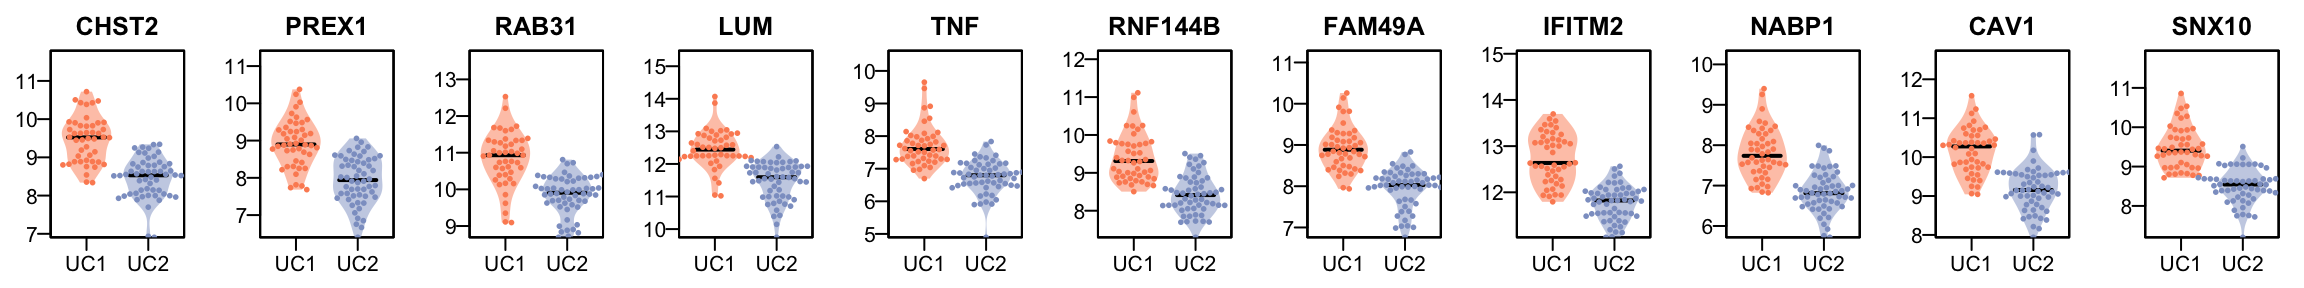 CHST2 PREX1 RAB31 LUM TNF RNF144B FAM49A IFITM2 NABP1 CAV1 SNX10
11 10 9 8 7
UC1 UC2
11 10 9 8 7
UC1 UC2
13 12 11 10 9
UC1 UC2
15 14 13 12 11 10
UC1 UC2
10 9 8 7 6 5
UC1 UC2
12 11 10 9 8
UC1 UC2
11 10 9 8 7
UC1 UC2
15 14 13 12
UC1 UC2
10 9 8 7 6
UC1 UC2
12 11 10 9 8
UC1 UC2
11 10 9 8
UC1 UC2